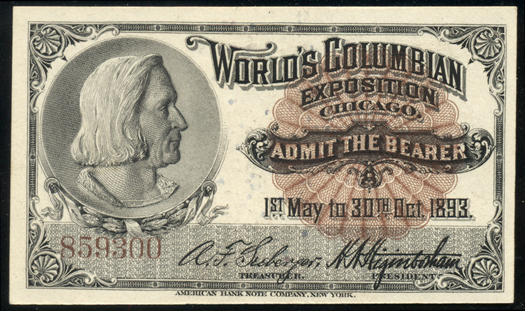 WORLD'S COLUMBIAN
EXPOSITION
CHICAGO,
ADMIT THE BEARER
1ST May to 30TH Oct. 1893.
859300
A. F. Seeberger, H. N. Higinbotham
TREASURER. PRESIDENT.
AMERICAN BANK NOTE COMPANY, NEW YORK.